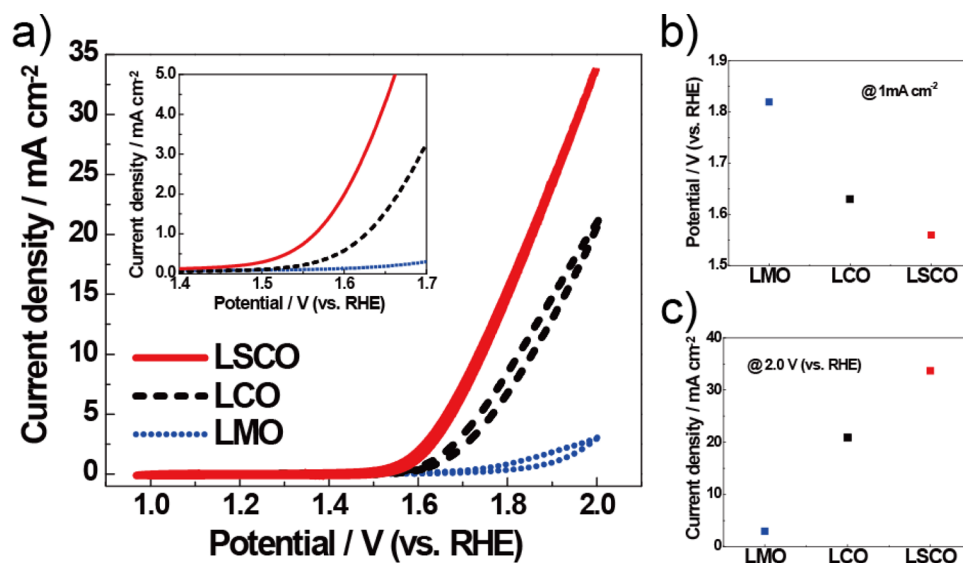 a)
35
30
25
20
15
10
5
0
Current density / mA cm⁻²
1.0
1.2
1.4
1.6
1.8
2.0
Potential / V (vs. RHE)
5.0
4.0
3.0
2.0
1.0
0.0
Current density / mA cm⁻²
1.4
1.5
1.6
1.7
Potential / V (vs. RHE)
LSCO
LCO
LMO
b)
1.9
1.8
1.7
1.6
1.5
Potential / V (vs. RHE)
@ 1mA cm⁻²
LMO
LCO
LSCO
c)
40
30
20
10
0
Current density / mA cm⁻²
@ 2.0 V (vs. RHE)
LMO
LCO
LSCO